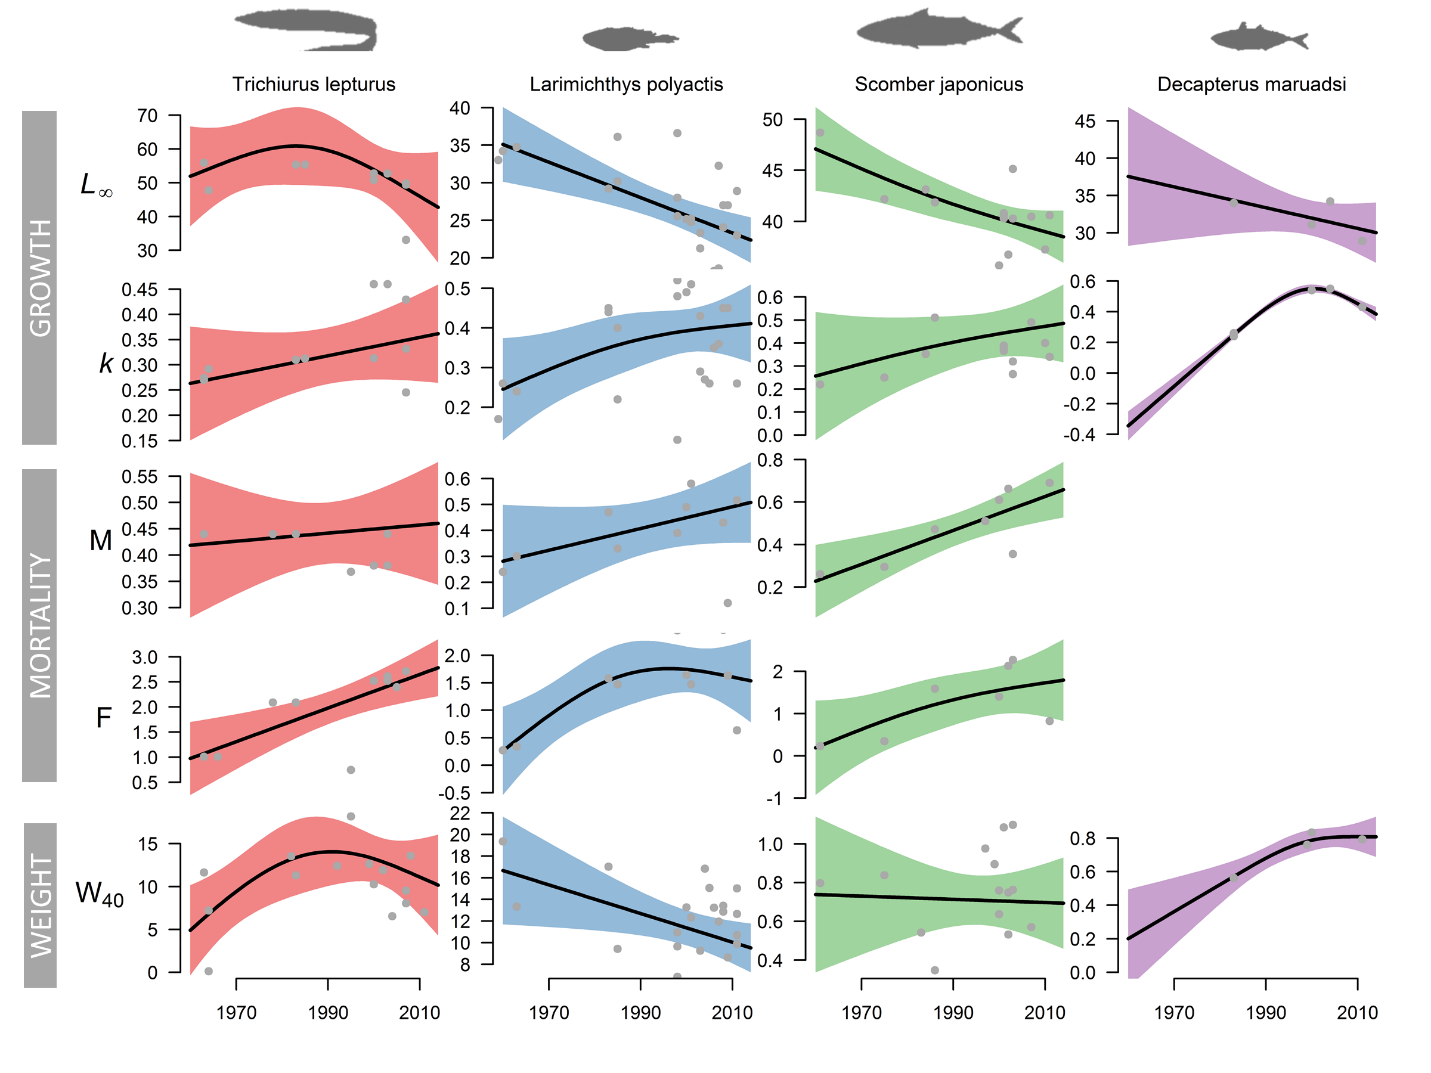 Trichiurus lepturus Larimichthys polyactis Scomber japonicus Decapterus maruadsi
GROWTH
L∞
70 60 50 40 30
40 35 30 25 20
50 45 40
45 40 35 30
k
0.45 0.40 0.35 0.30 0.25 0.20 0.15
0.5 0.4 0.3 0.2
0.6 0.5 0.4 0.3 0.2 0.1 0.0
0.6 0.4 0.2 0.0 -0.2 -0.4
MORTALITY
M
0.55 0.50 0.45 0.40 0.35 0.30
0.6 0.5 0.4 0.3 0.2 0.1
0.8 0.6 0.4 0.2
F
3.0 2.5 2.0 1.5 1.0 0.5
2.0 1.5 1.0 0.5 0.0 -0.5
2 1 0 -1
WEIGHT
W40
15 10 5 0
22 20 18 16 14 12 10 8
1.0 0.8 0.6 0.4
0.8 0.6 0.4 0.2 0.0
1970 1990 2010 1970 1990 2010 1970 1990 2010 1970 1990 2010